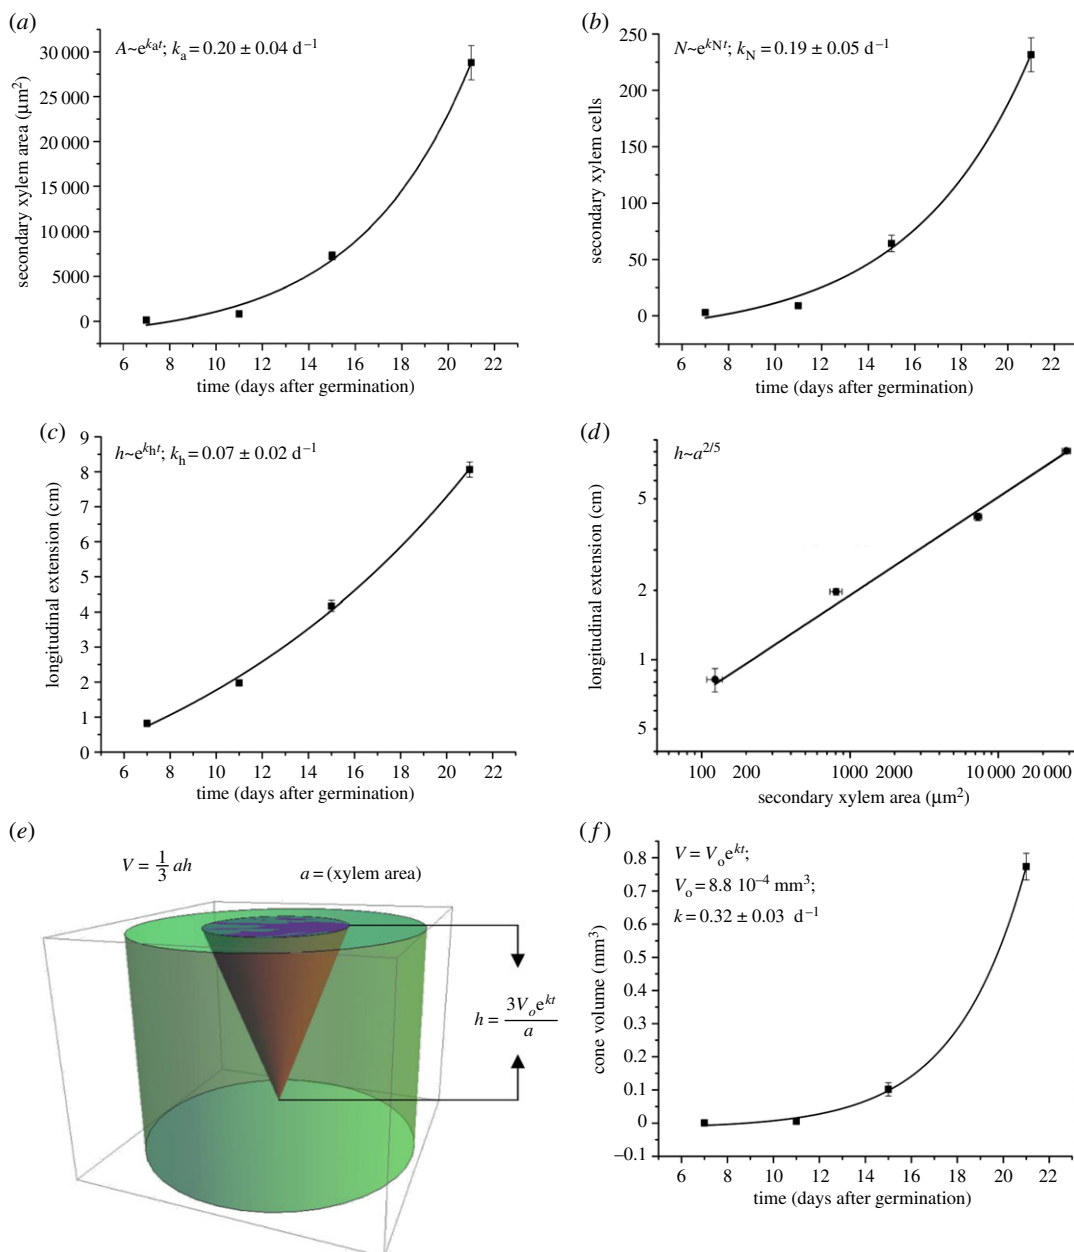 (a)
A~e^{k_a t}; k_a = 0.20 ± 0.04 d^{−1}
secondary xylem area (μm²)
30 000
25 000
20 000
15 000
10 000
5000
0
6 8 10 12 14 16 18 20 22
time (days after germination)
(b)
N~e^{k_N t}; k_N = 0.19 ± 0.05 d^{−1}
secondary xylem cells
250
200
150
100
50
0
6 8 10 12 14 16 18 20 22
time (days after germination)
(c)
h~e^{k_h t}; k_h = 0.07 ± 0.02 d^{−1}
longitudinal extension (cm)
9
8
7
6
5
4
3
2
1
0
6 8 10 12 14 16 18 20 22
time (days after germination)
(d)
h~a^{2/5}
longitudinal extension (cm)
5
2
1
5
100 200 1000 2000 10 000 20 000
secondary xylem area (μm²)
(e)
V = \frac{1}{3} ah
a = (xylem area)
h = \frac{3V_o e^{kt}}{a}
(f)
V = V_o e^{kt};
V_o = 8.8 10^{−4} mm³;
k = 0.32 ± 0.03 d^{−1}
cone volume (mm³)
0.8
0.7
0.6
0.5
0.4
0.3
0.2
0.1
0
−0.1
6 8 10 12 14 16 18 20 22
time (days after germination)